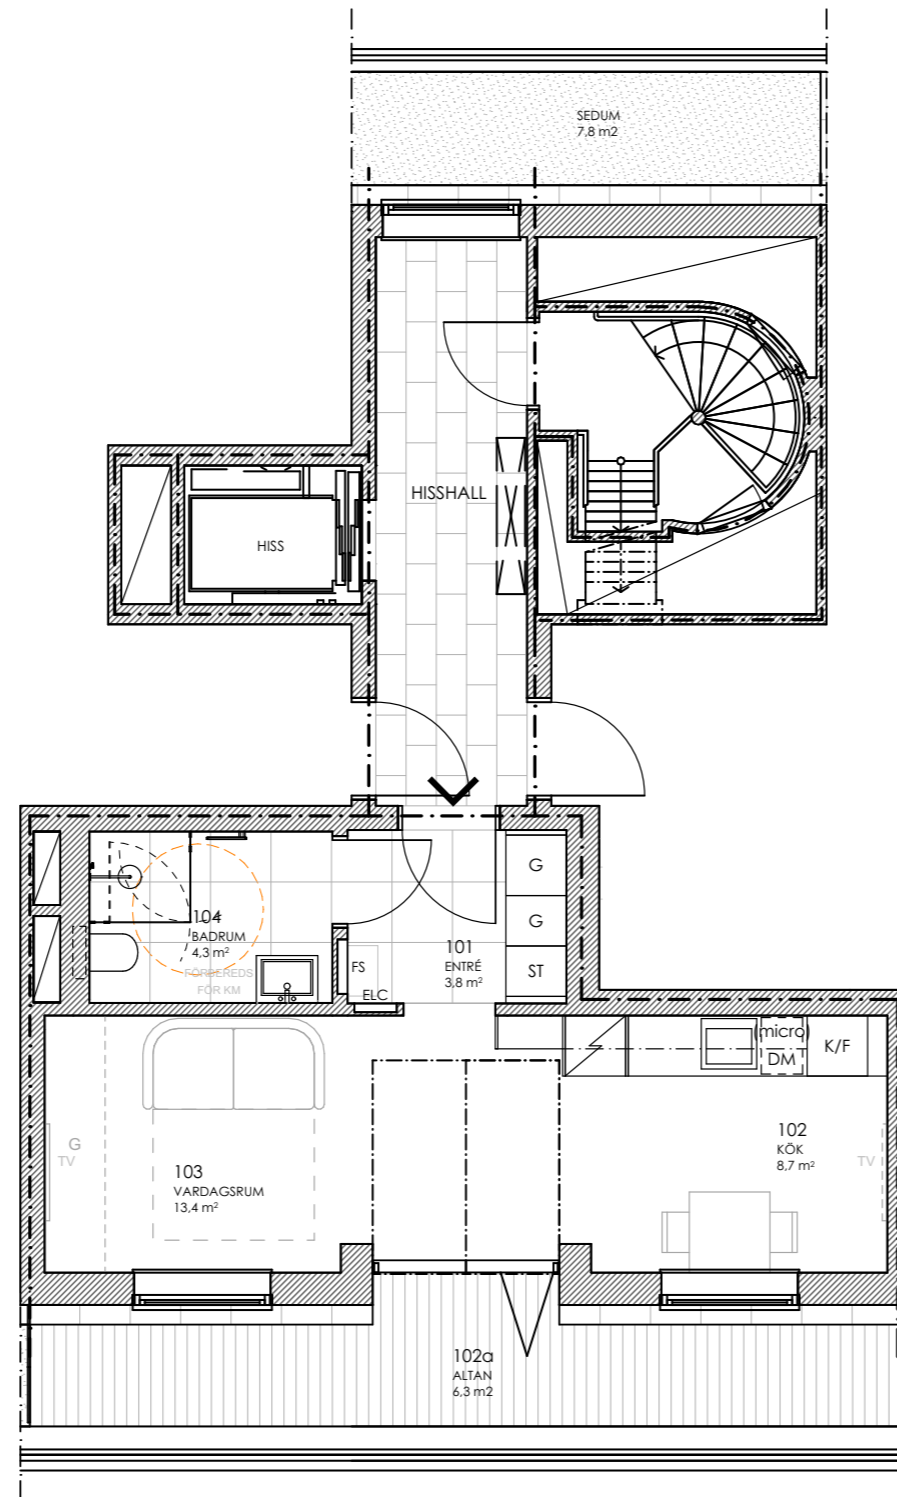 SEDUM
7,8 m2
HISSHALL
HISS
G
G
ST
104
BADRUM
4,3 m²
FÖRBEREDS
FÖR KM
101
ENTRÉ
3,8 m²
FS
ELC
(micro)
DM
K/F
102
KÖK
8,7 m²
TV
G
TV
103
VARDAGSRUM
13,4 m²
102a
ALTAN
6,3 m2